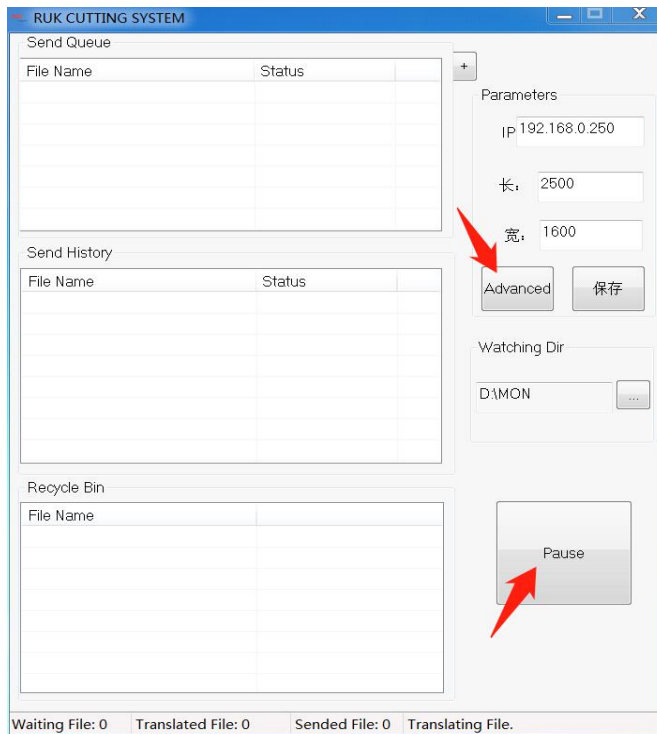 RUK CUTTING SYSTEM
Send Queue
File Name Status
+
Parameters
IP 192.168.0.250
长: 2500
宽: 1600
Advanced 保存
Send History
File Name Status
Watching Dir
D:\MON ...
Recycle Bin
File Name
Pause
Waiting File: 0 Translated File: 0 Sended File: 0 Translating File.